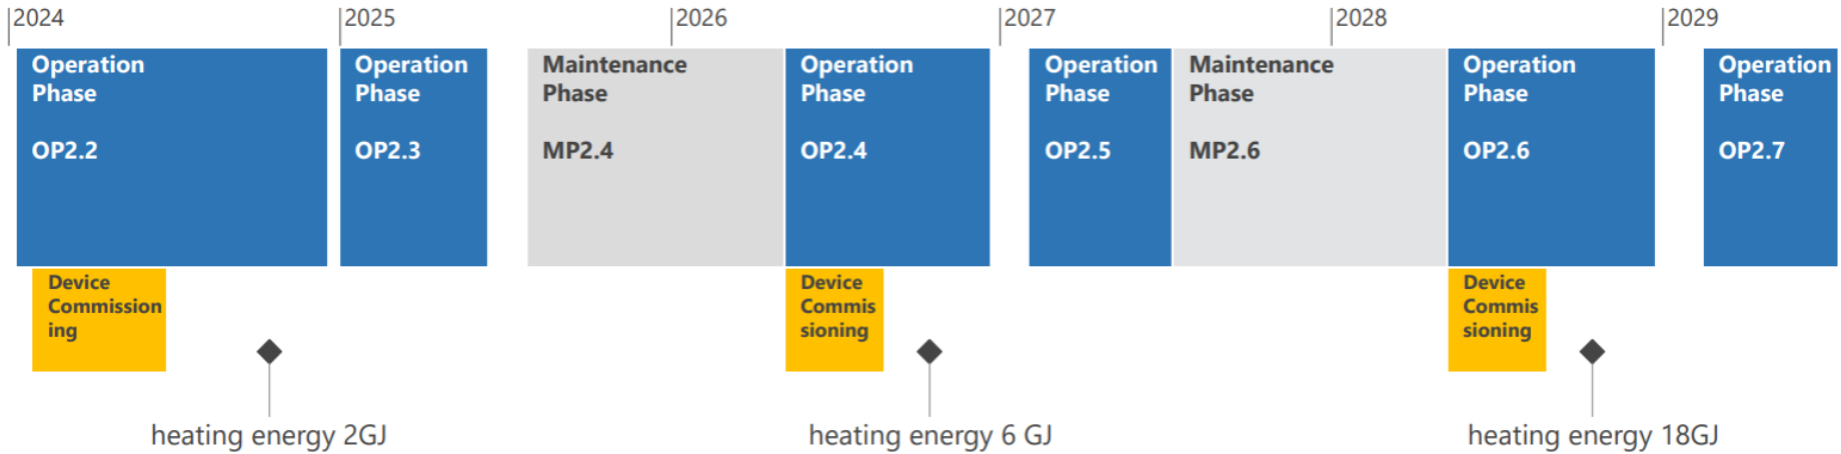 2024
2025
2026
2027
2028
2029
Operation
Phase
OP2.2
Operation
Phase
OP2.3
Maintenance
Phase
MP2.4
Operation
Phase
OP2.4
Operation
Phase
OP2.5
Maintenance
Phase
MP2.6
Operation
Phase
OP2.6
Operation
Phase
OP2.7
Device
Commission
ing
Device
Commis
sioning
Device
Commis
sioning
heating energy 2GJ
heating energy 6 GJ
heating energy 18GJ